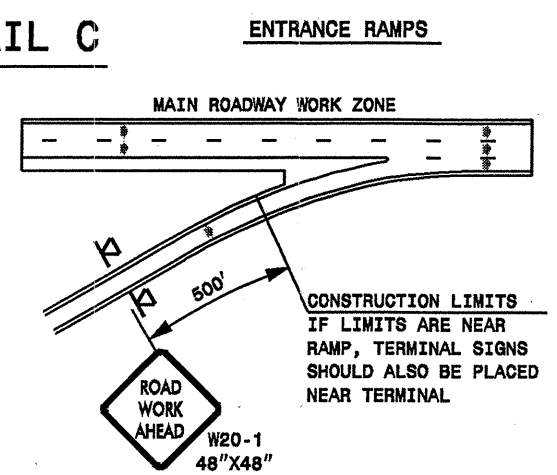 IL C
ENTRANCE RAMPS
MAIN ROADWAY WORK ZONE
500'
CONSTRUCTION LIMITS
IF LIMITS ARE NEAR
RAMP, TERMINAL SIGNS
SHOULD ALSO BE PLACED
NEAR TERMINAL
ROAD
WORK
AHEAD
W20-1
48"X48"